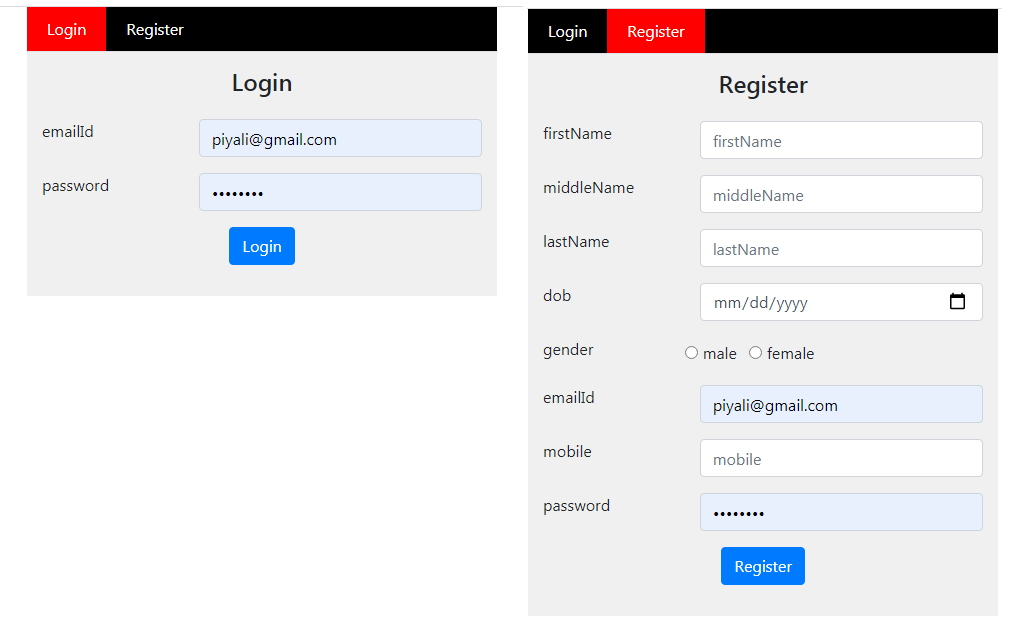 Login Register
Login
emailId piyali@gmail.com
password ••••••••
Login
Login Register
Register
firstName firstName
middleName middleName
lastName lastName
dob mm/dd/yyyy
gender male female
emailId piyali@gmail.com
mobile mobile
password ••••••••
Register